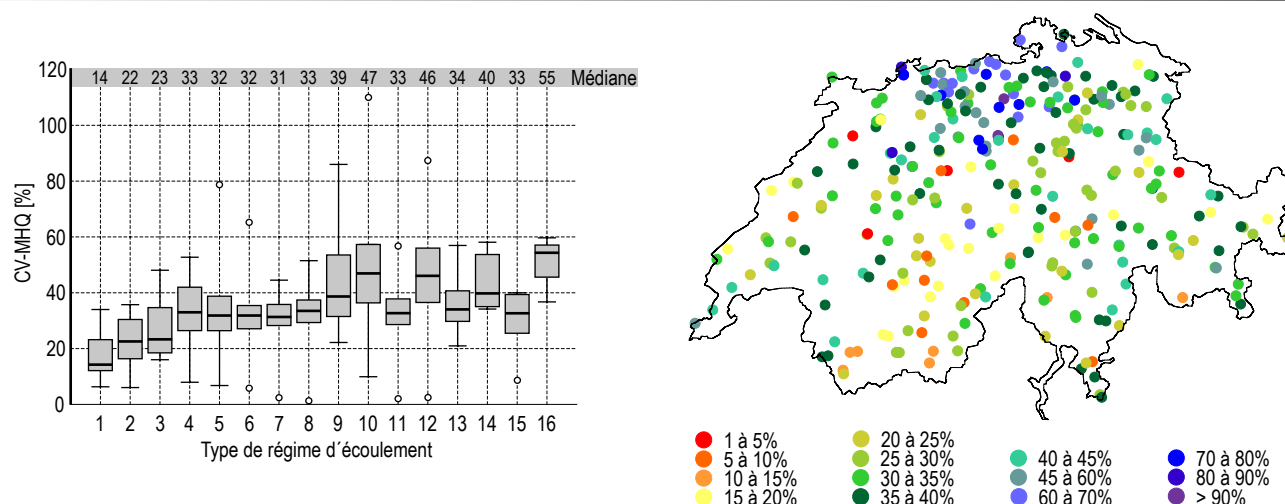 120 14 22 23 33 32 32 31 33 39 47 33 46 34 40 33 55 Médiane
100
80
60
40
20
0
CV-MHQ [%]
1 2 3 4 5 6 7 8 9 10 11 12 13 14 15 16
Type de régime d´écoulement
1 à 5%
5 à 10%
10 à 15%
15 à 20%
20 à 25%
25 à 30%
30 à 35%
35 à 40%
40 à 45%
45 à 60%
60 à 70%
70 à 80%
80 à 90%
> 90%